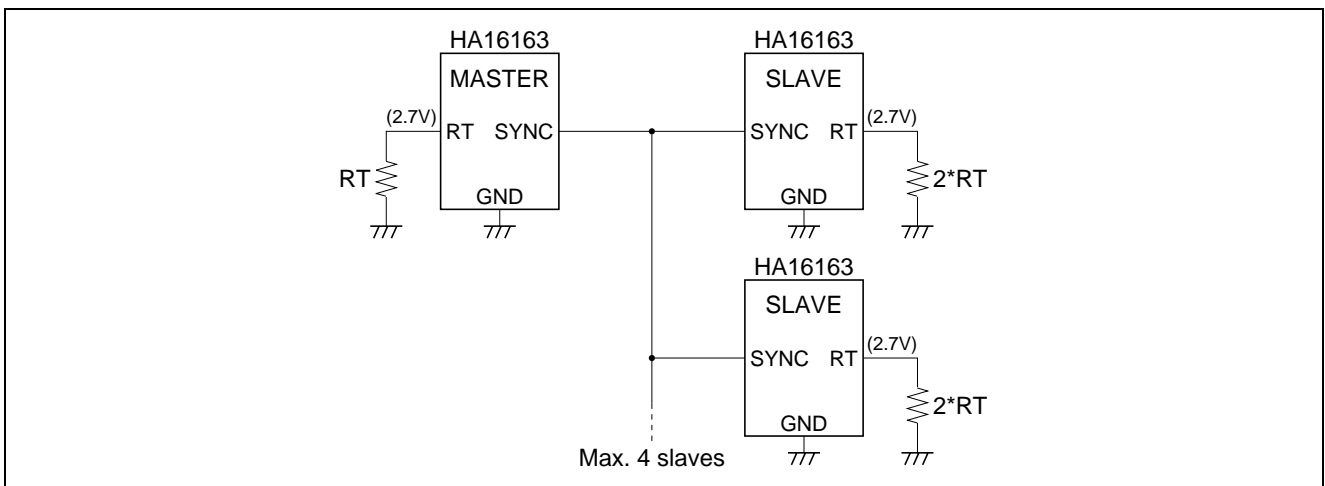 HA16163
MASTER
(2.7V)
RT SYNC
RT
GND
HA16163
SLAVE
(2.7V)
SYNC RT
2*RT
GND
HA16163
SLAVE
(2.7V)
SYNC RT
2*RT
GND
Max. 4 slaves